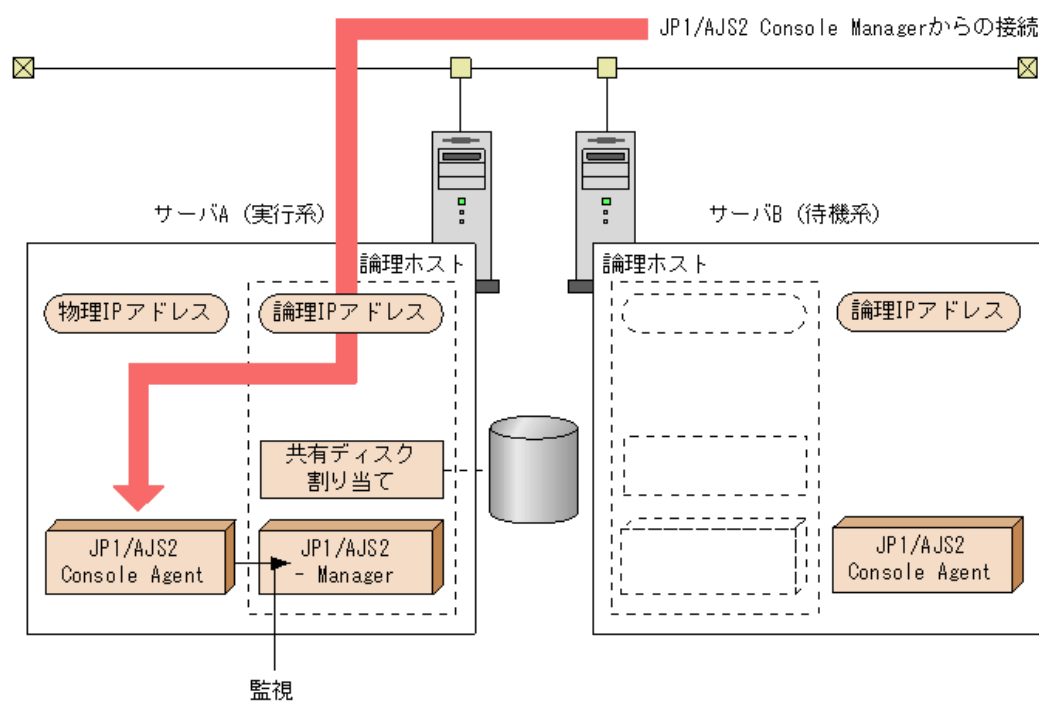 JP1/AJS2 Console Managerからの接続
サーバA（実行系）
サーバB（待機系）
論理ホスト
論理ホスト
物理IPアドレス
論理IPアドレス
論理IPアドレス
共有ディスク
割り当て
JP1/AJS2
Console Agent
JP1/AJS2
- Manager
JP1/AJS2
Console Agent
監視